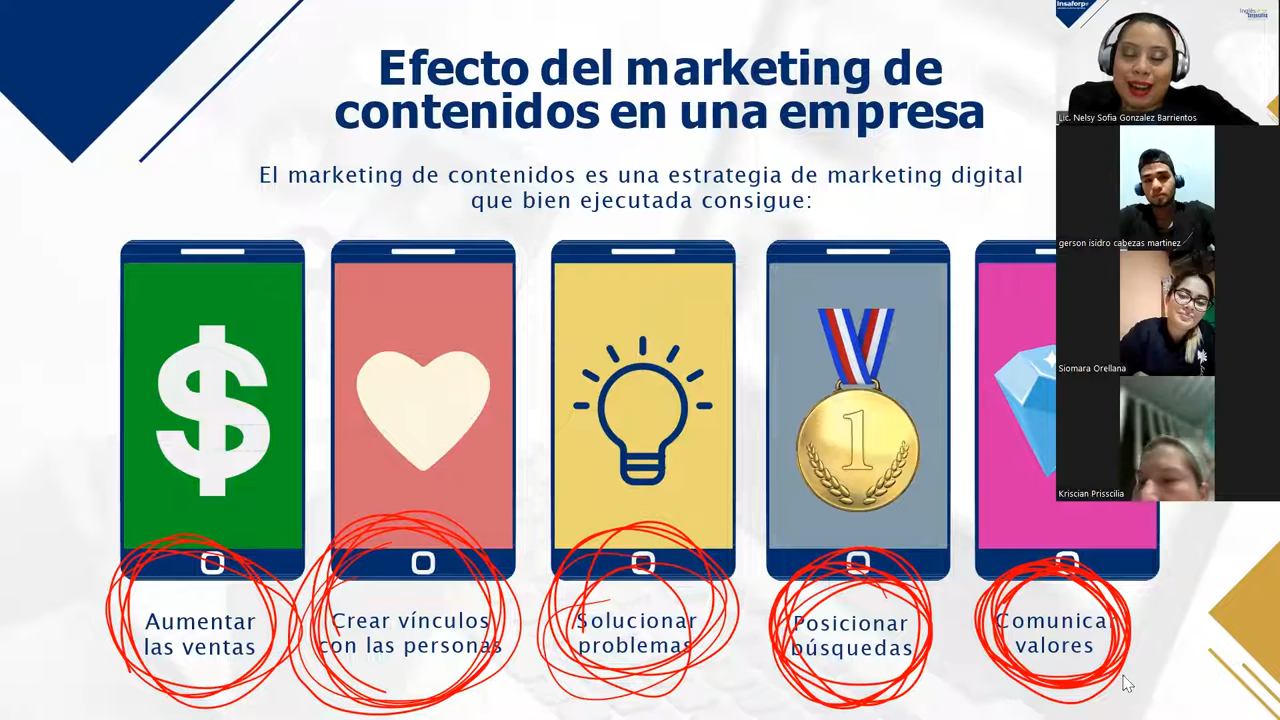 Efecto del marketing de
contenidos en una empresa
El marketing de contenidos es una estrategia de marketing digital
que bien ejecutada consigue:
1
Aumentar
las ventas
Crear vínculos
con las personas
Solucionar
problemas
Posicionar
búsquedas
Comunicar
valores
Insaforp
Lic. Nelsy Sofia Gonzalez Barrientos
gerson isidro cabezas martinez
Siomara Orellana
Kriscian Prisscilia